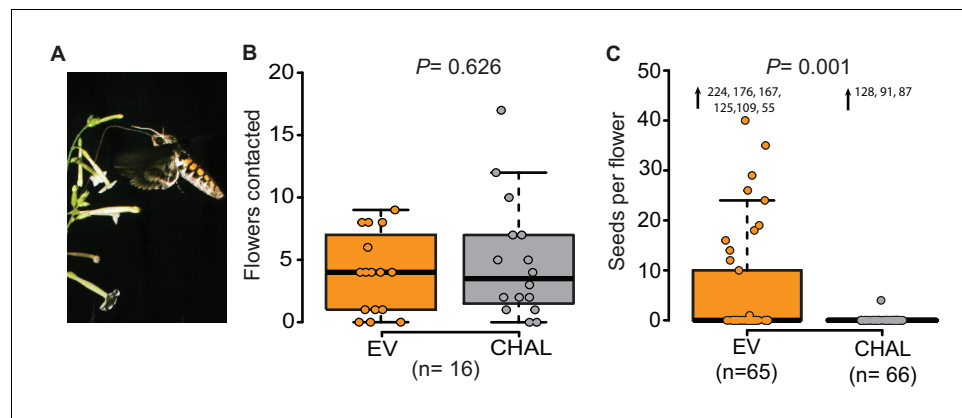 A
B
P= 0.626
Flowers contacted
20
15
10
5
0
EV
CHAL
(n= 16)
C
P= 0.001
Seeds per flower
50
40
30
20
10
0
224, 176, 167,
125,109, 55
128, 91, 87
EV
(n=65)
CHAL
(n= 66)